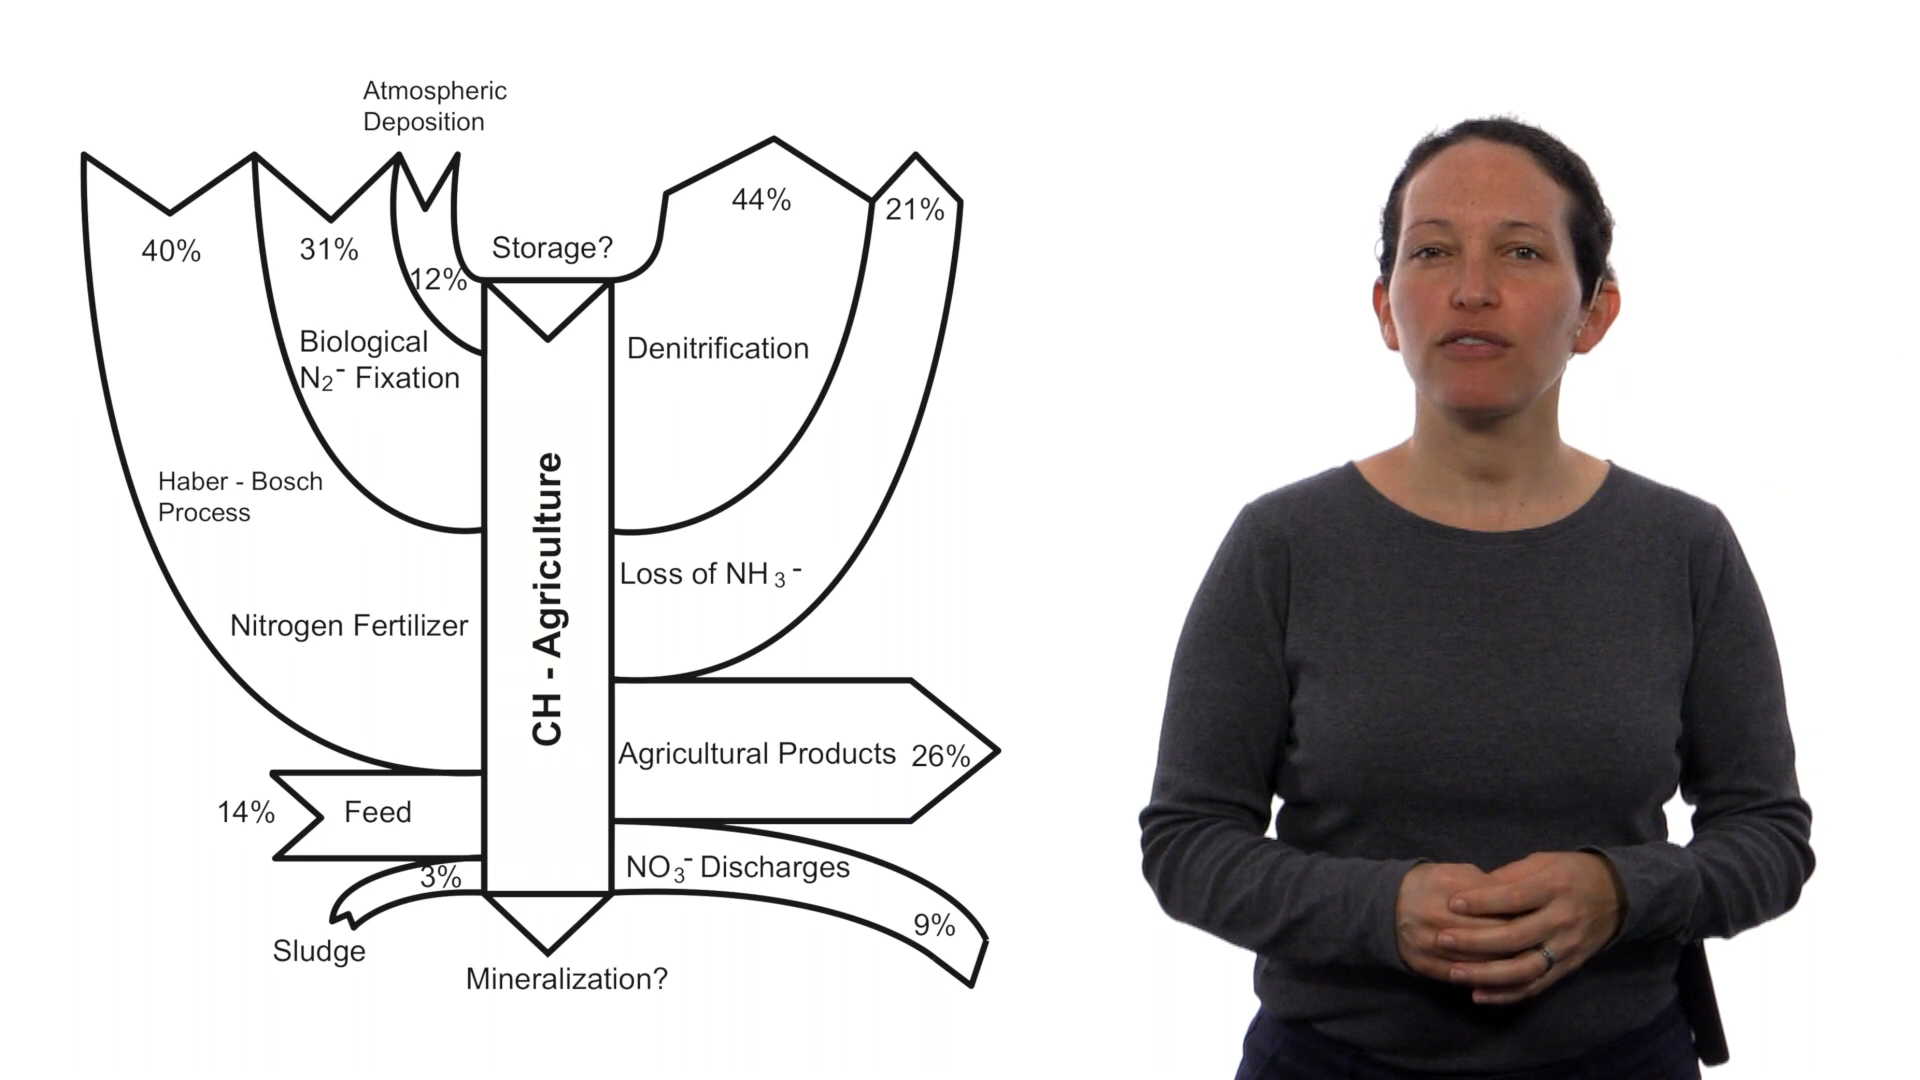 Atmospheric
Deposition
40%
31%
12%
Storage?
44%
21%
Biological
N₂⁻ Fixation
Denitrification
Haber - Bosch
Process
CH - Agriculture
Loss of NH₃⁻
Nitrogen Fertilizer
Agricultural Products 26%
14%
Feed
3%
NO₃⁻ Discharges
9%
Sludge
Mineralization?